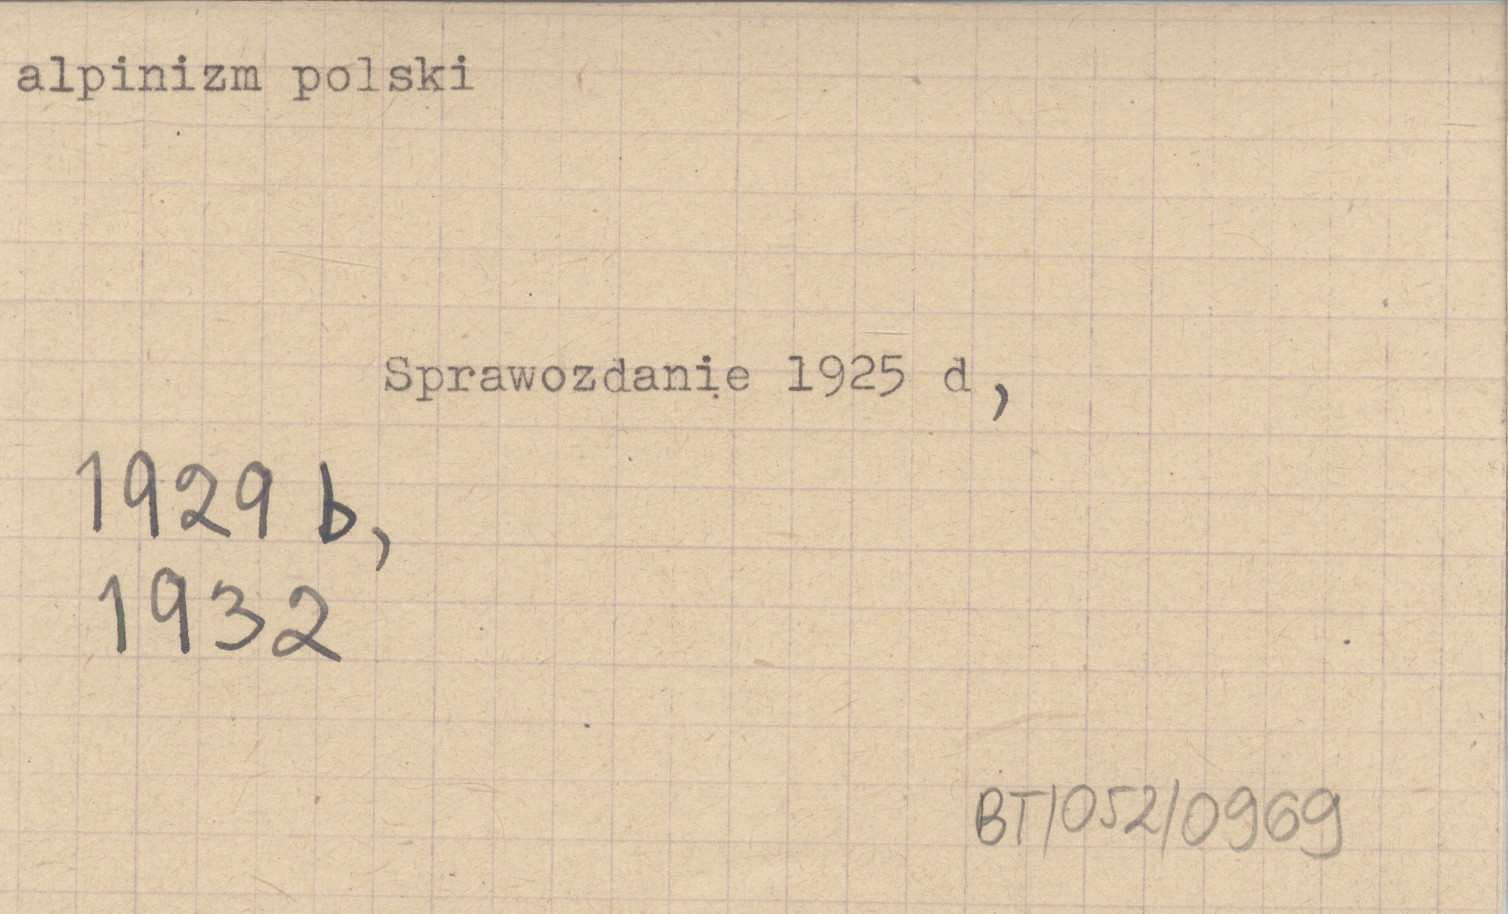 alpinizm polski
Sprawozdanie 1925 d,
1929 b,
1932
BT/052/0969